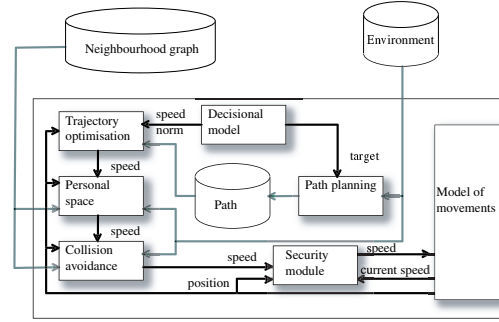 Neighbourhood graph
Environment
Trajectory
optimisation
speed
norm
Decisional
model
target
speed
Personal
space
Path
Path planning
Model of
movements
speed
Collision
avoidance
speed
Security
module
speed
current speed
position